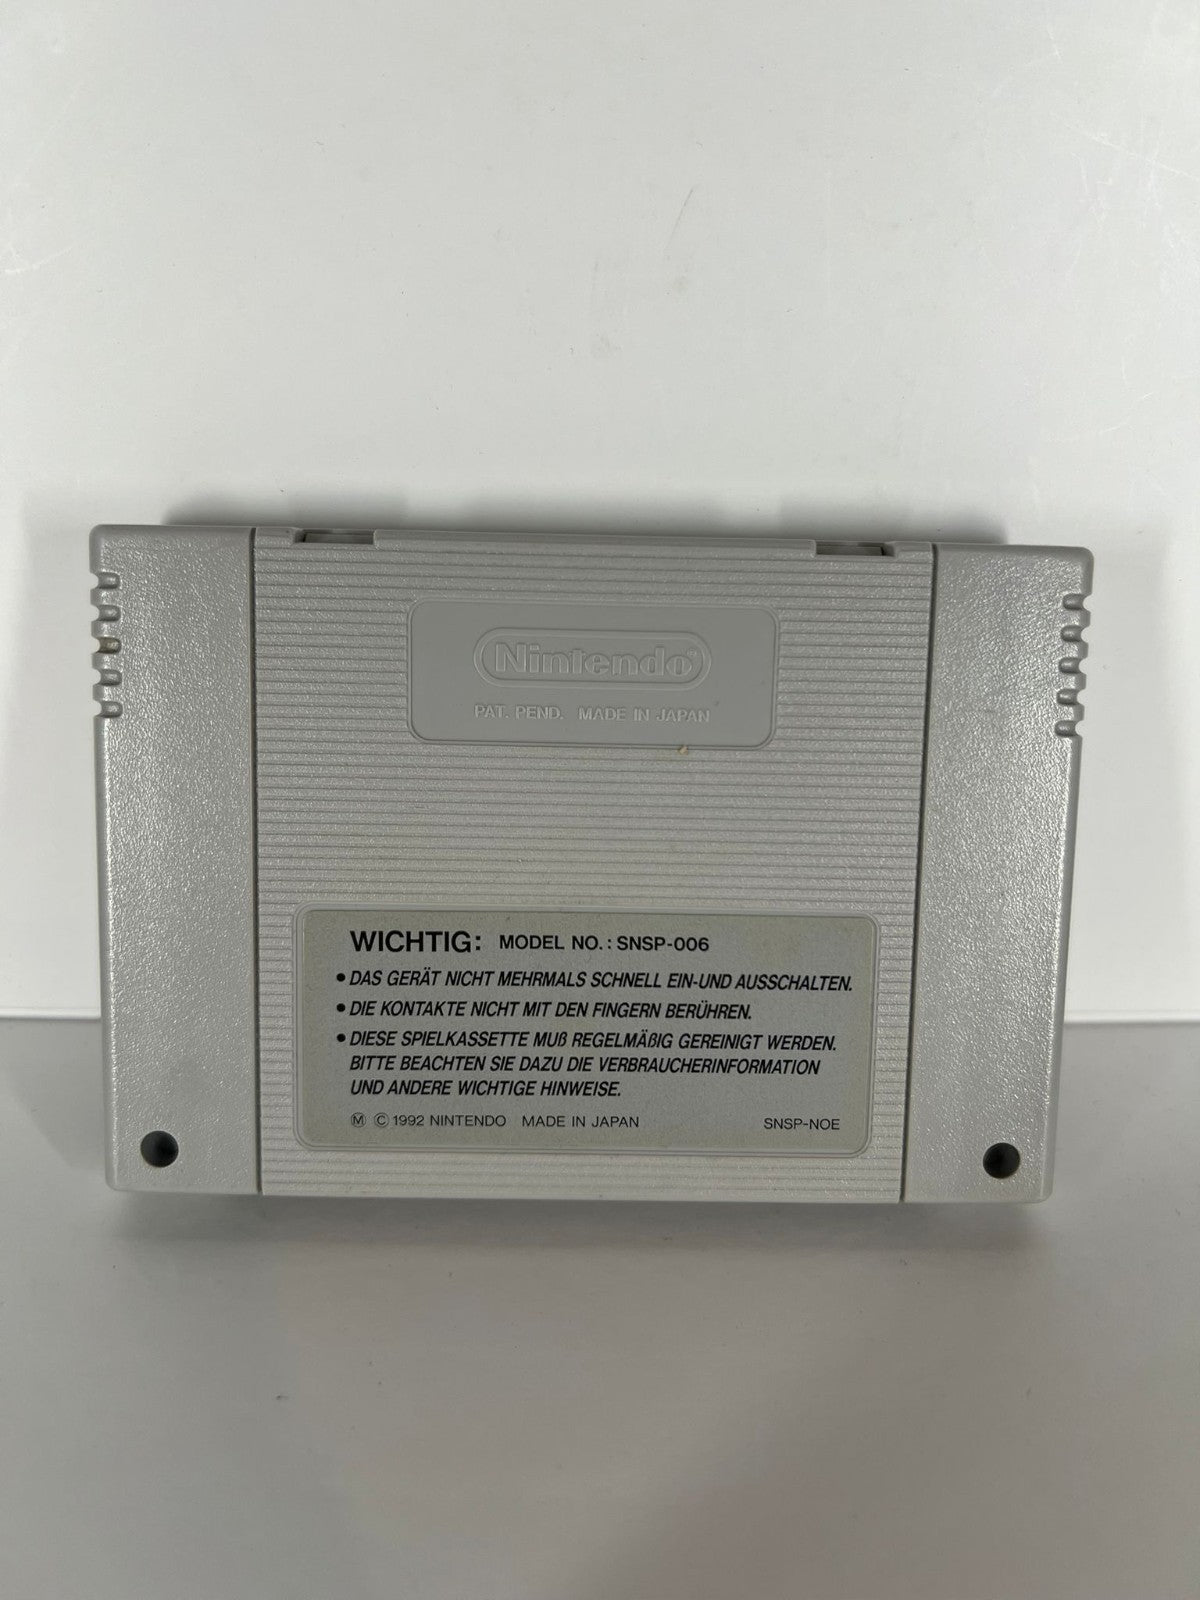 Nintendo®
PAT. PEND. MADE IN JAPAN
WICHTIG: MODEL NO.: SNSP-006
• DAS GERÄT NICHT MEHRMALS SCHNELL EIN-UND AUSSCHALTEN.
• DIE KONTAKTE NICHT MIT DEN FINGERN BERÜHREN.
• DIESE SPIELKASSETTE MUß REGELMÄßIG GEREINIGT WERDEN.
BITTE BEACHTEN SIE DAZU DIE VERBRAUCHERINFORMATION
UND ANDERE WICHTIGE HINWEISE.
Ⓜ © 1992 NINTENDO MADE IN JAPAN SNSP-NOE